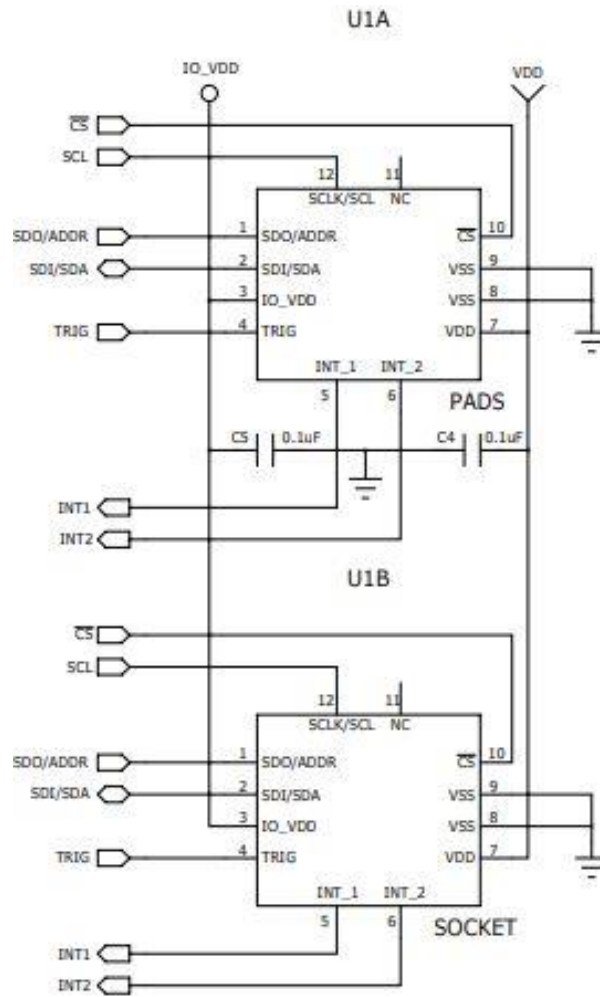 U1A
IO_VDD VDD
CS
SCL
12 11
SCLK/SCL NC
SDO/ADDR 1 SDO/ADDR CS 10
SDI/SDA 2 SDI/SDA VSS 9
3 IO_VDD VSS 8
TRIG 4 TRIG VDD 7
INT_1 INT_2
5 6 PADS
C5 0.1uF C4 0.1uF
INT1
INT2
U1B
CS
SCL
12 11
SCLK/SCL NC
SDO/ADDR 1 SDO/ADDR CS 10
SDI/SDA 2 SDI/SDA VSS 9
3 IO_VDD VSS 8
TRIG 4 TRIG VDD 7
INT_1 INT_2
5 6 SOCKET
INT1
INT2